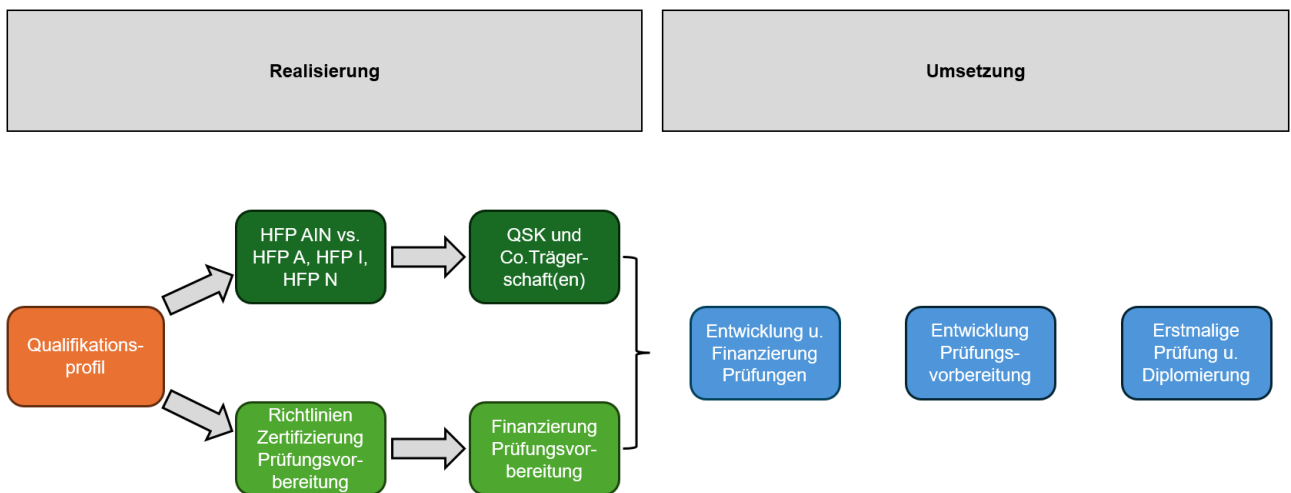 Realisierung
Umsetzung
HFP AIN vs.
HFP A, HFP I,
HFP N
QSK und
Co.Träger-
schaft(en)
Qualifikations-
profil
Entwicklung u.
Finanzierung
Prüfungen
Entwicklung
Prüfungs-
vorbereitung
Erstmalige
Prüfung u.
Diplomierung
Richtlinien
Zertifizierung
Prüfungsvor-
bereitung
Finanzierung
Prüfungsvor-
bereitung